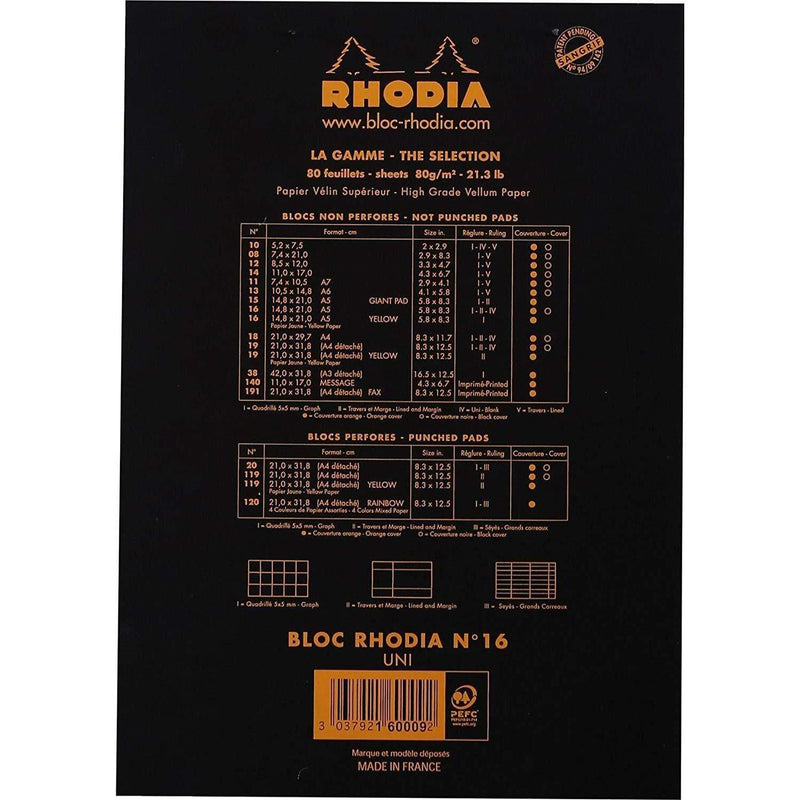 RHODIA®
www.bloc-rhodia.com
PATENT PENDING
SANGRIF
N° 94/09 142
LA GAMME - THE SELECTION
80 feuillets - sheets 80g/m² - 21.3 lb
Papier Vélin Supérieur - High Grade Vellum Paper
BLOCS NON PERFORES - NOT PUNCHED PADS
N° Format - cm Size in. Réglure - Ruling Couverture - Cover
10 5,2 x 7,5 2 x 2.9 I - IV - V ● O
08 7,4 x 21,0 2.9 x 8.3 I - V ● O
12 8,5 x 12,0 3.3 x 4.7 I - V ● O
14 11,0 x 17,0 4.3 x 6.7 I - V ● O
11 7,4 x 10,5 A7 2.9 x 4.1 I - V ● O
13 10,5 x 14,8 A6 4.1 x 5.8 I - V ● O
15 14,8 x 21,0 A5 GIANT PAD 5.8 x 8.3 I - II ●
16 14,8 x 21,0 A5 5.8 x 8.3 I - II - IV ● O
16 14,8 x 21,0 A5 YELLOW 5.8 x 8.3 I ●
Papier Jaune - Yellow Paper
18 21,0 x 29,7 A4 8.3 x 11.7 I - II - IV ● O
19 21,0 x 31,8 (A4 détaché) 8.3 x 12.5 I - II - IV ● O
19 21,0 x 31,8 (A4 détaché) YELLOW 8.3 x 12.5 II ●
Papier Jaune - Yellow Paper
38 42,0 x 31,8 (A3 détaché) 16.5 x 12.5 I ●
140 11,0 x 17,0 MESSAGE 4.3 x 6.7 Imprimé-Printed ●
191 21,0 x 31,8 (A4 détaché) FAX 8.3 x 12.5 Imprimé-Printed ●
I = Quadrillé 5x5 mm - Graph II = Travers et Marge - Lined and Margin IV = Uni - Blank V = Travers - Lined
● = Couverture orange - Orange cover O = Couverture noire - Black cover
BLOCS PERFORES - PUNCHED PADS
N° Format - cm Size in. Réglure - Ruling Couverture - Cover
20 21,0 x 31,8 (A4 détaché) 8.3 x 12.5 I - III ● O
119 21,0 x 31,8 (A4 détaché) 8.3 x 12.5 II ● O
119 21,0 x 31,8 (A4 détaché) YELLOW 8.3 x 12.5 II ●
Papier Jaune - Yellow Paper
120 21,0 x 31,8 (A4 détaché) RAINBOW 8.3 x 12.5 I - III ●
4 Couleurs de Papier Assorties - 4 Colors Mixed Paper
I = Quadrillé 5x5 mm - Graph II = Travers et Marge - Lined and Margin III = Séyès - Grands carreaux
● = Couverture orange - Orange cover O = Couverture noire - Black cover
I = Quadrillé 5x5 mm - Graph II = Travers et Marge - Lined and Margin III = Seyès - Grands Carreaux
BLOC RHODIA N°16
UNI
3 037921 600092
PEFC
www.pefc.org
Marque et modèle déposés
MADE IN FRANCE